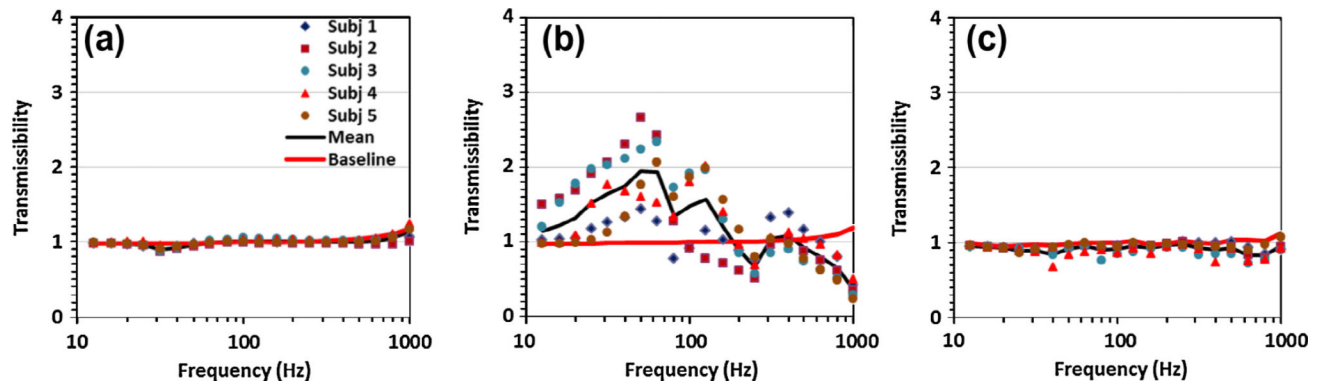 (a)
Transmissibility
4
3
2
1
0
10
100
1000
Frequency (Hz)
Subj 1
Subj 2
Subj 3
Subj 4
Subj 5
Mean
Baseline
(b)
Transmissibility
4
3
2
1
0
10
100
1000
Frequency (Hz)
(c)
Transmissibility
4
3
2
1
0
10
100
1000
Frequency (Hz)